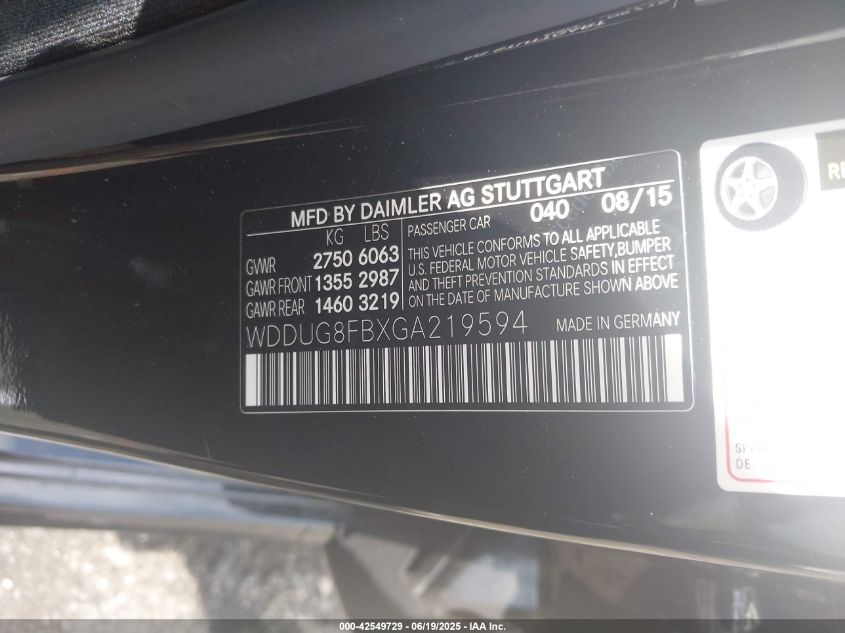 MFD BY DAIMLER AG STUTTGART
KG LBS
GVWR 2750 6063
GAWR FRONT 1355 2987
GAWR REAR 1460 3219
PASSENGER CAR 040 08/15
THIS VEHICLE CONFORMS TO ALL APPLICABLE
U.S. FEDERAL MOTOR VEHICLE SAFETY,BUMPER
AND THEFT PREVENTION STANDARDS IN EFFECT
ON THE DATE OF MANUFACTURE SHOWN ABOVE
WDDUG8FBXGA219594 MADE IN GERMANY
000-42549729 | 06/19/2025 - IAA Inc.